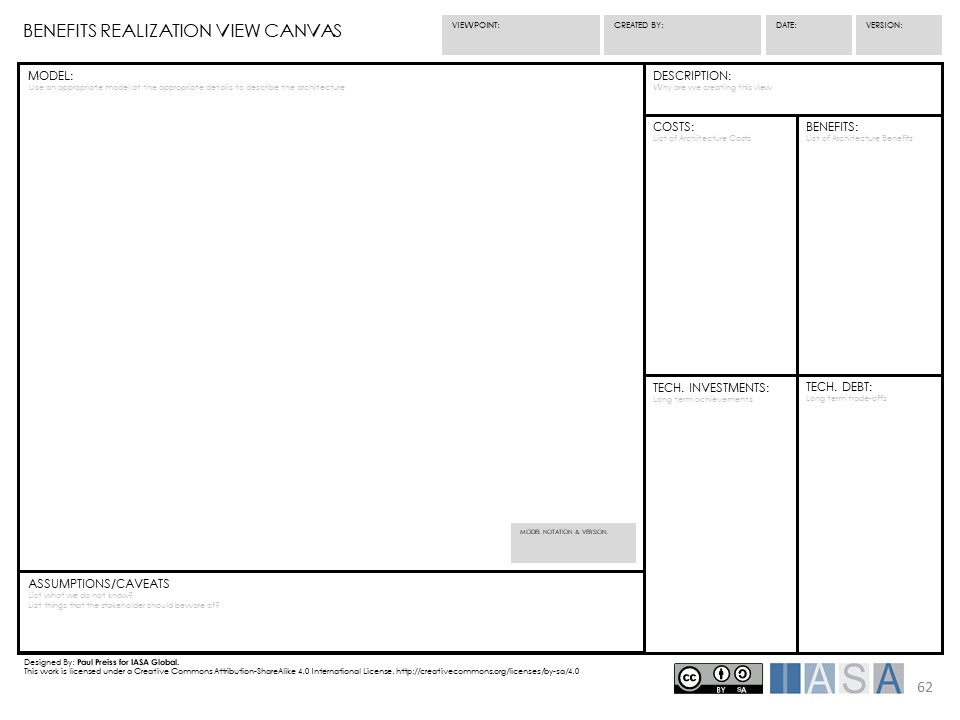 BENEFITS REALIZATION VIEW CANVAS
VIEWPOINT:
CREATED BY:
DATE:
VERSION:
MODEL:
Use an appropriate model at the appropriate details to describe the architecture
DESCRIPTION:
Why are we creating this view
COSTS:
List of Architecture Costs
BENEFITS:
List of Architecture Benefits
TECH. INVESTMENTS:
Long term achievements
TECH. DEBT:
Long term trade-offs
MODEL NOTATION & VERSION:
ASSUMPTIONS/CAVEATS
List what we do not know?
List things that the stakeholder should beware of?
Designed By: Paul Preiss for IASA Global.
This work is licensed under a Creative Commons Attribution-ShareAlike 4.0 International License. http://creativecommons.org/licenses/by-sa/4.0
cc
BY SA
IASA
62